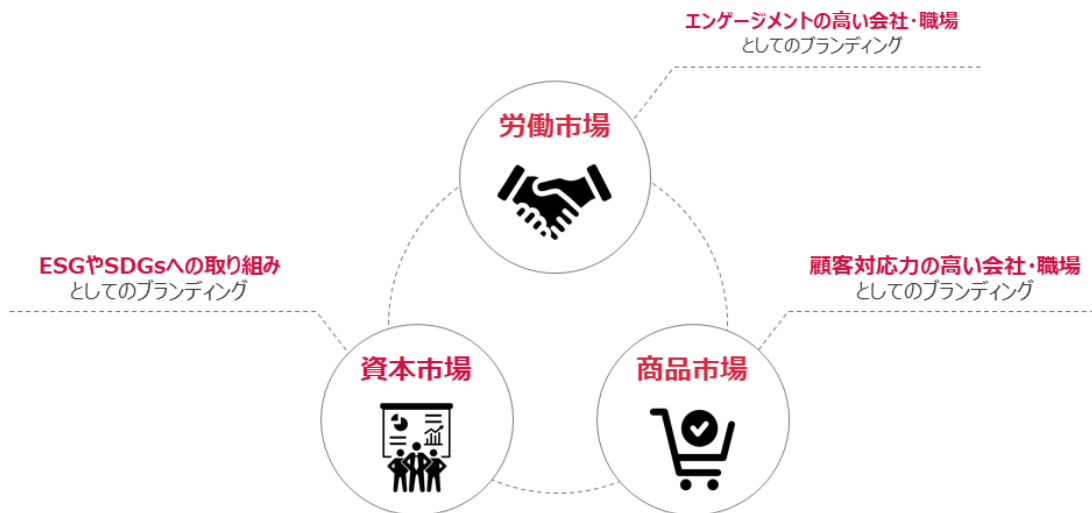 エンゲージメントの高い会社・職場
としてのブランディング
労働市場
ESGやSDGsへの取り組み
としてのブランディング
顧客対応力の高い会社・職場
としてのブランディング
資本市場
商品市場